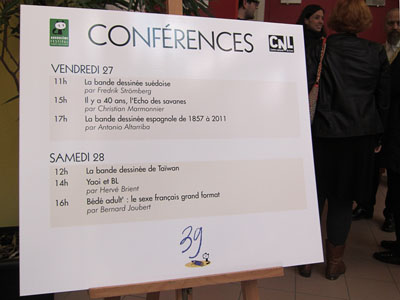 CONFÉRENCES
CNL
VENDREDI 27
11h La bande dessinée suédoise
par Fredrik Strömberg
15h Il y a 40 ans, l'Echo des savanes
par Christian Marmonnier
17h La bande dessinée espagnole de 1857 à 2011
par Antonio Altarriba
SAMEDI 28
12h La bande dessinée de Taïwan
14h Yaoi et BL
par Hervé Brient
16h Bédé adult' : le sexe français grand format
par Bernard Joubert
39